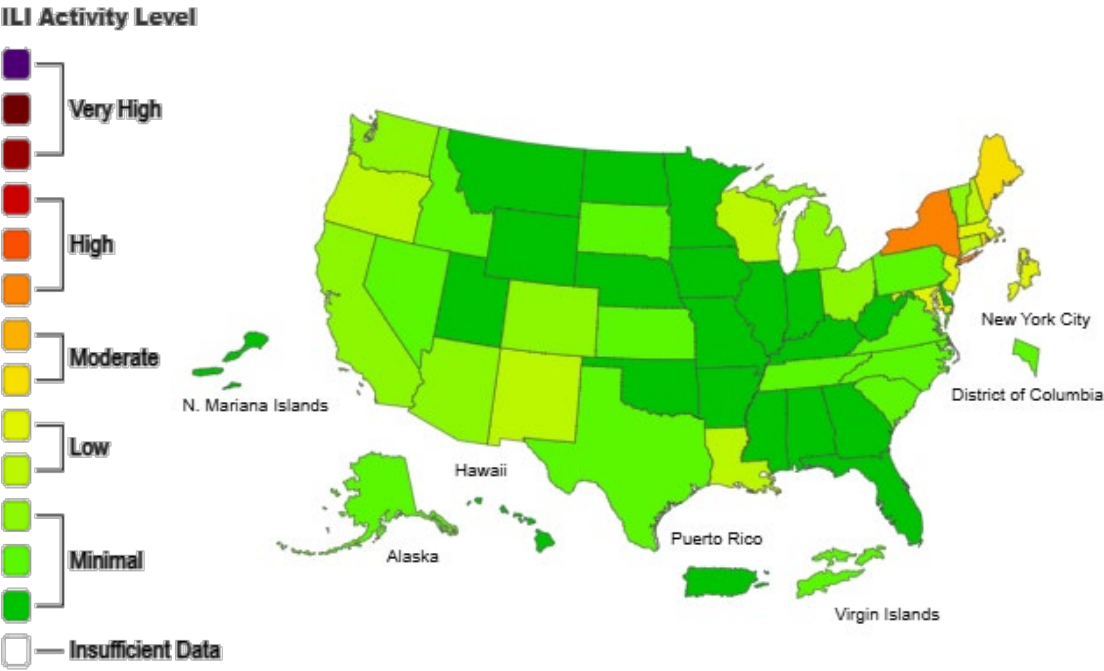 ILI Activity Level
Very High
High
Moderate
Low
Minimal
Insufficient Data
New York City
District of Columbia
N. Mariana Islands
Hawaii
Alaska
Puerto Rico
Virgin Islands